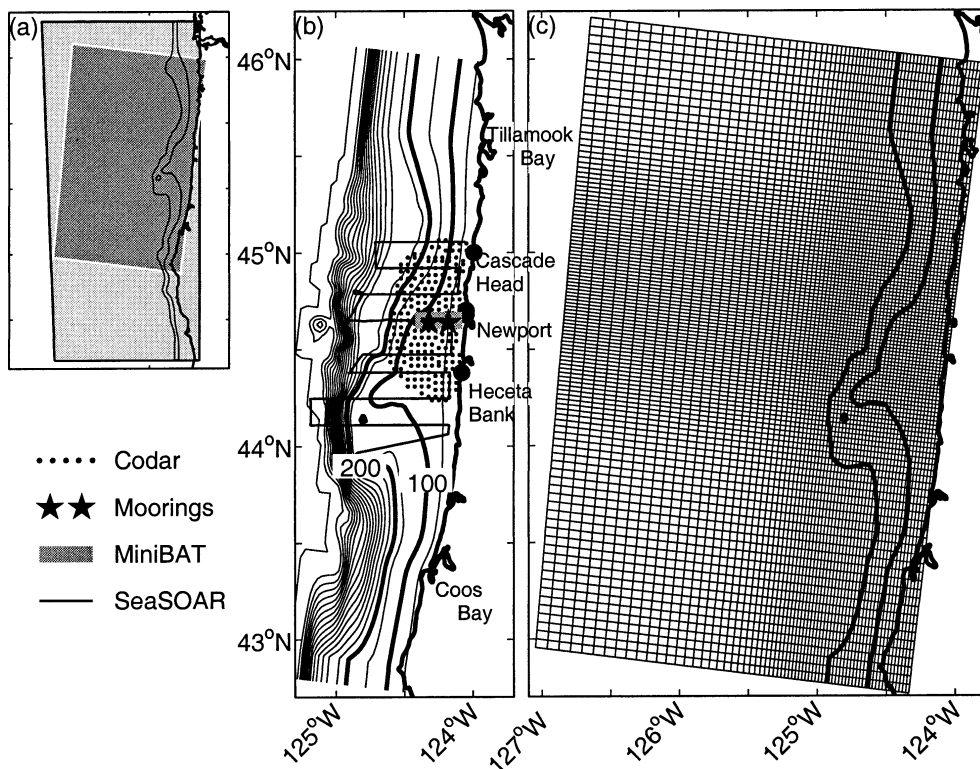 (a)
(b)
(c)
46°N
45°N
44°N
43°N
Tillamook
Bay
Cascade
Head
Newport
Heceta
Bank
200
100
Coos
Bay
Codar
Moorings
MiniBAT
SeaSOAR
125°W
124°W
127°W
126°W
125°W
124°W